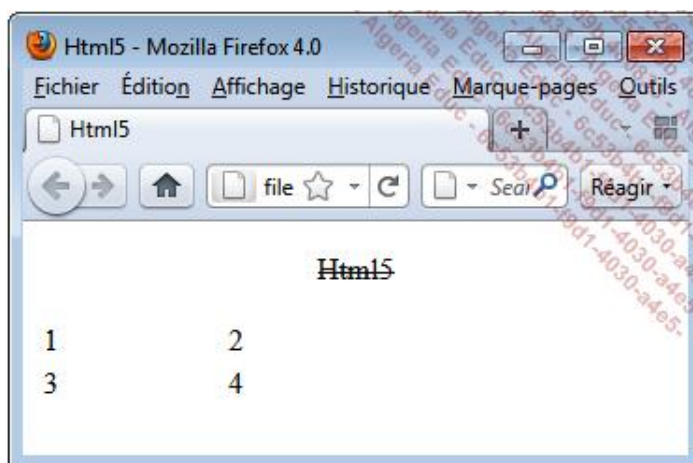 Html5 - Mozilla Firefox 4.0
Fichier Édition Affichage Historique Marque-pages Outils
Html5
file Sear Réagir
Html5
1 2
3 4